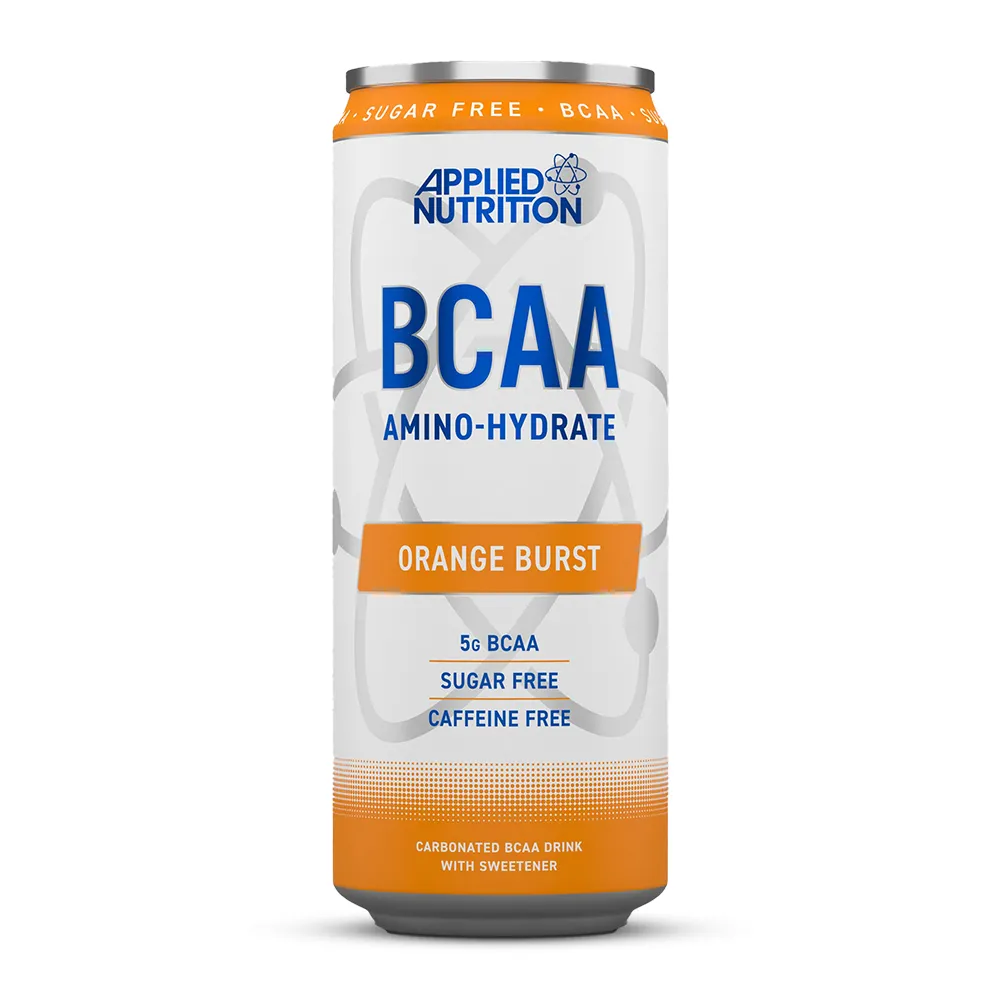 · SUGAR FREE · BCAA ·
APPLIED
NUTRITION
BCAA
AMINO-HYDRATE
ORANGE BURST
5G BCAA
SUGAR FREE
CAFFEINE FREE
CARBONATED BCAA DRINK
WITH SWEETENER